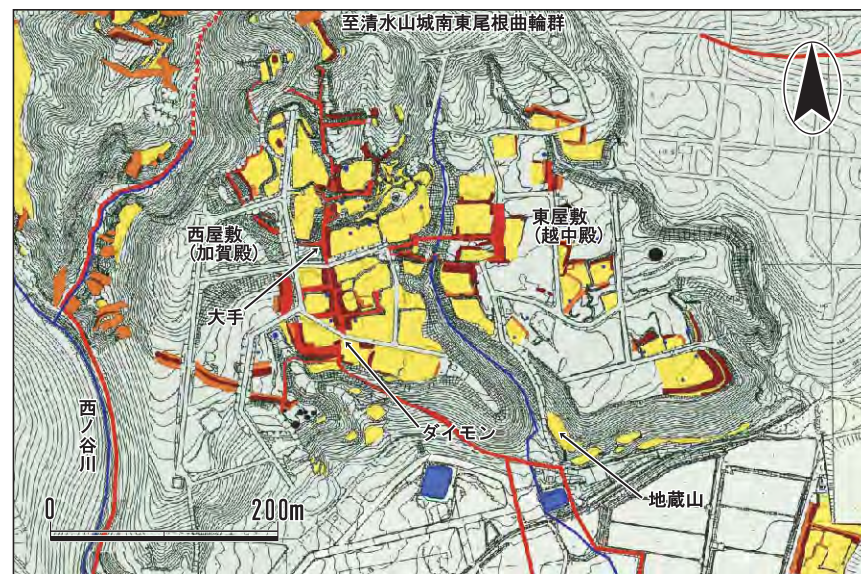 至清水山城南東尾根曲輪群
西屋敷
(加賀殿)
東屋敷
(越中殿)
大手
ダイモン
西ノ谷川
地蔵山
0 200m